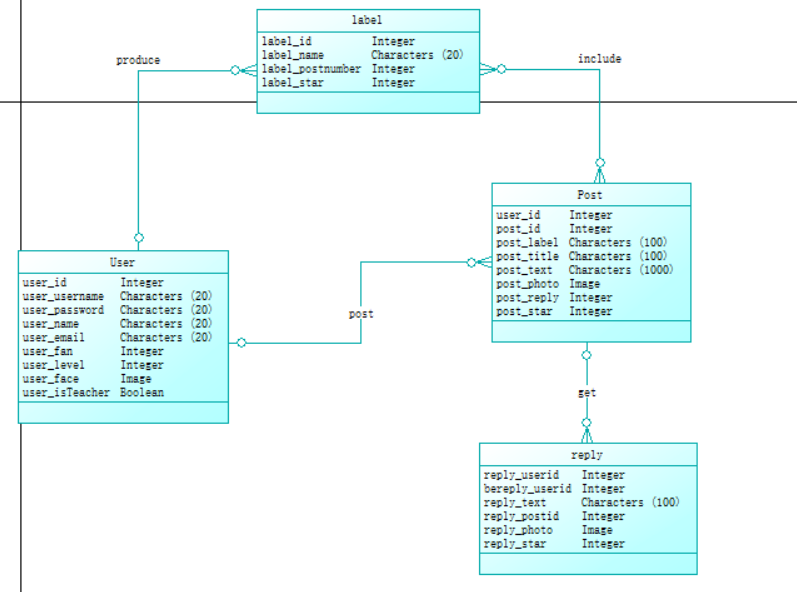 label
label_id Integer
label_name Characters (20)
label_postnumber Integer
label_star Integer
produce
include
Post
user_id Integer
post_id Integer
post_label Characters (100)
post_title Characters (100)
post_text Characters (1000)
post_photo Image
post_reply Integer
post_star Integer
User
user_id Integer
user_username Characters (20)
user_password Characters (20)
user_name Characters (20)
user_email Characters (20)
user_fan Integer
user_level Integer
user_face Image
user_isTeacher Boolean
post
get
reply
reply_userid Integer
bereply_userid Integer
reply_text Characters (100)
reply_postid Integer
reply_photo Image
reply_star Integer